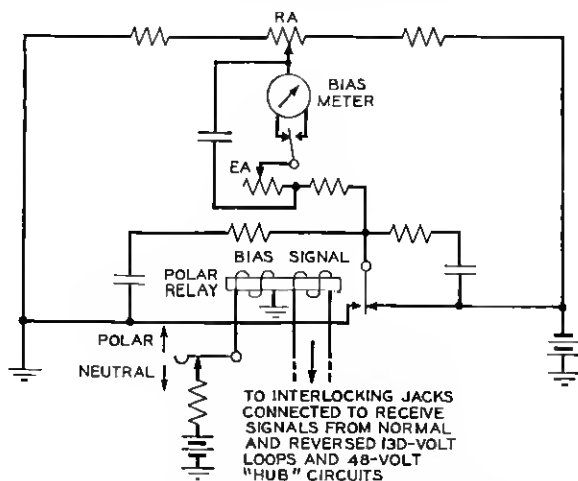 RA
BIAS
METER
EA
BIAS SIGNAL
POLAR
RELAY
POLAR
NEUTRAL
TO INTERLOCKING JACKS
CONNECTED TO RECEIVE
SIGNALS FROM NORMAL
AND REVERSED 130-VOLT
LOOPS AND 48-VOLT
"HUB" CIRCUITS